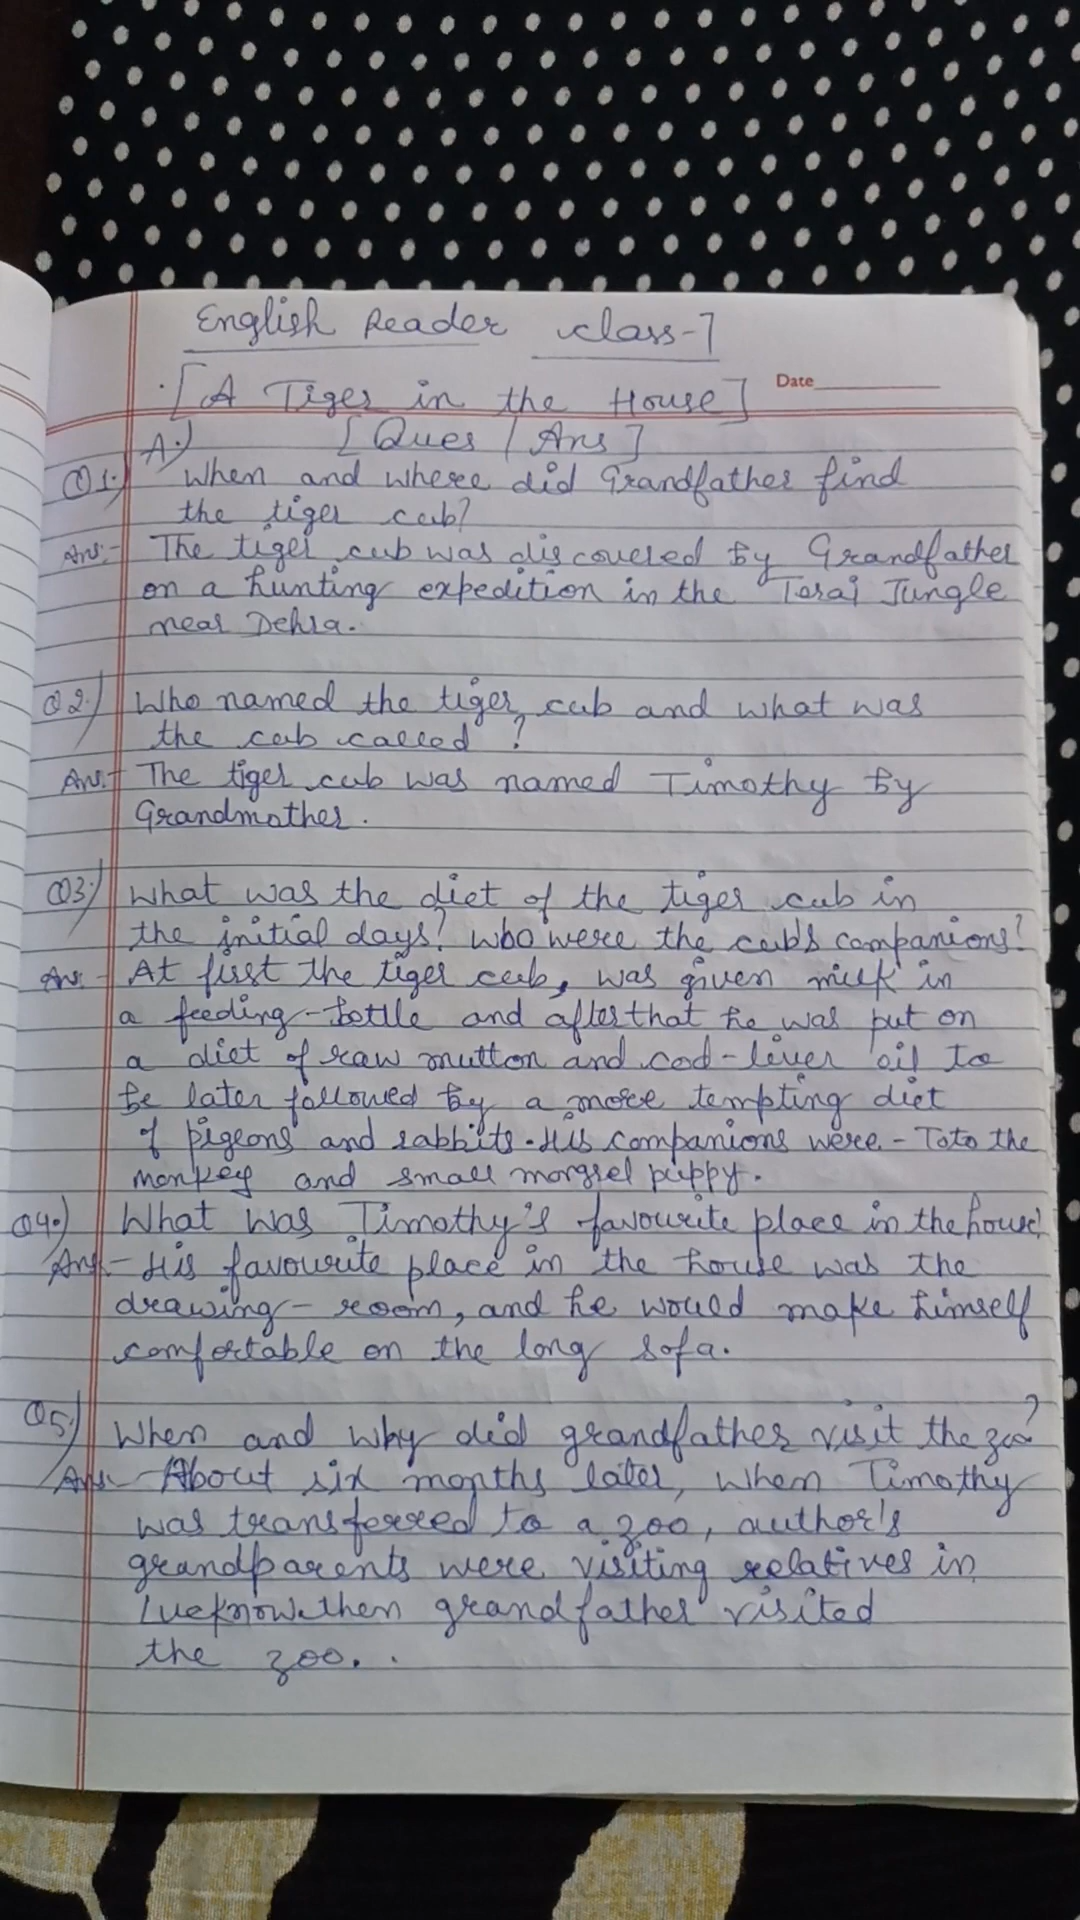 English Reader class-7
Date
[A Tiger in the House]
A.) [Ques / Ans]
Q1.) When and where did Grandfather find
the tiger cub?
Ans:- The tiger cub was discovered by Grandfather
on a hunting expedition in the Terai Jungle
near Dehra.
Q2.) Who named the tiger, cub and what was
the cub called?
Ans:- The tiger cub was named Timothy by
Grandmother.
Q3.) What was the diet of the tiger cub in
the initial days? who were the cub's companions?
Ans:- At first the tiger cub, was given milk in
a feeding-bottle and after that he was put on
a diet of raw mutton and cod-liver oil to
be later followed by a more tempting diet
of pigeons and rabbits. His companions were - Toto the
monkey and small mongrel puppy.
Q4.) What was Timothy's favourite place in the house?
Ans - His favourite place in the house was the
drawing-room, and he would make himself
comfortable on the long sofa.
Q5.) When and why did grandfather visit the zoo?
Ans - About six months later, when Timothy
was transferred to a zoo, author's
grandparents were visiting relatives in
Lucknow.then grandfather visited
the zoo. .